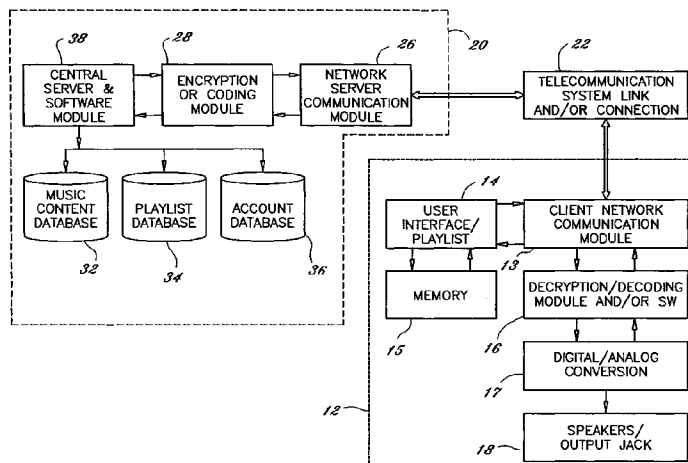 38
28
26
20
22
CENTRAL
SERVER &
SOFTWARE
MODULE
ENCRYPTION
OR CODING
MODULE
NETWORK
SERVER
COMMUNICATION
MODULE
TELECOMMUNICATION
SYSTEM LINK
AND/OR CONNECTION
MUSIC
CONTENT
DATABASE
PLAYLIST
DATABASE
ACCOUNT
DATABASE
32
34
36
14
USER
INTERFACE/
PLAYLIST
CLIENT NETWORK
COMMUNICATION
MODULE
13
MEMORY
15
DECRYPTION/DECODING
MODULE AND/OR SW
16
DIGITAL/ANALOG
CONVERSION
17
12
SPEAKERS/
OUTPUT JACK
18